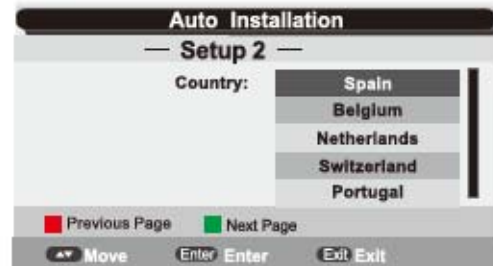 Auto Installation
— Setup 2 —
Country: Spain
Belgium
Netherlands
Switzerland
Portugal
Previous Page Next Page
Move Enter Enter Exit Exit